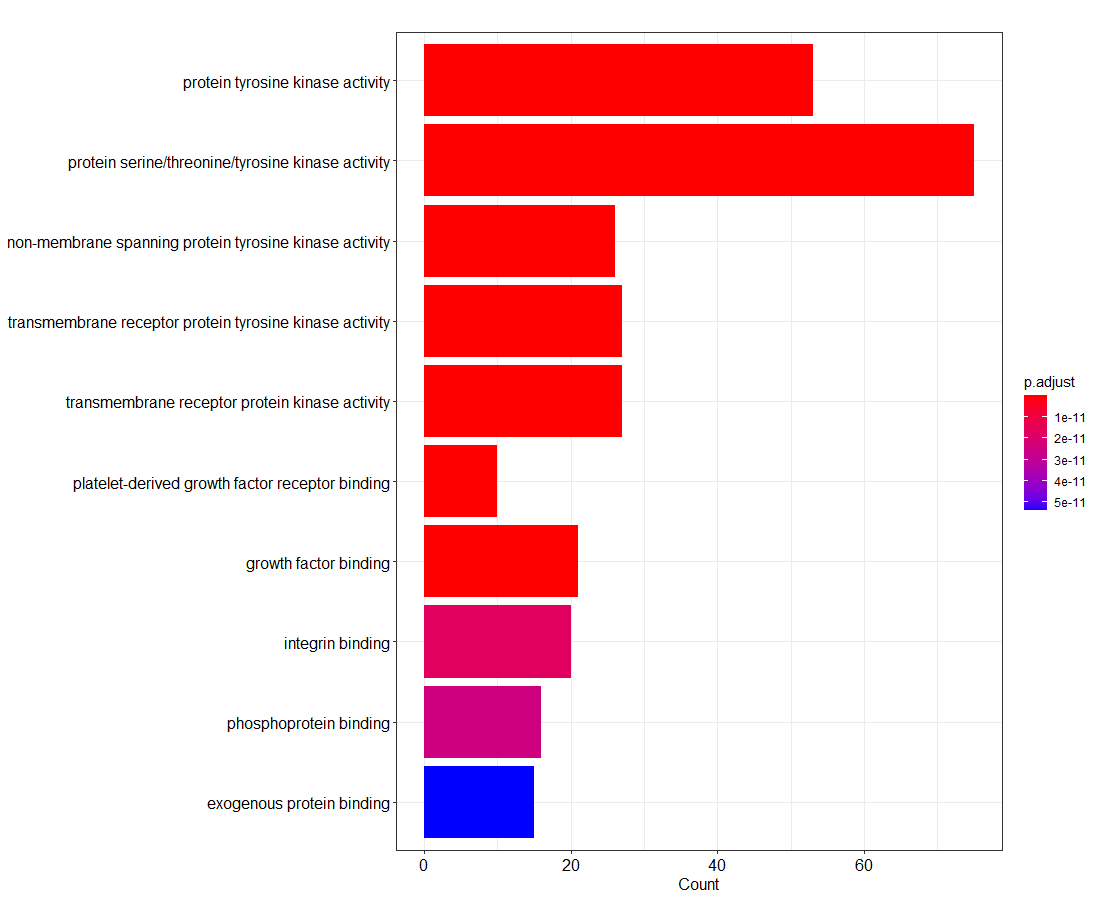 protein tyrosine kinase activity
protein serine/threonine/tyrosine kinase activity
non-membrane spanning protein tyrosine kinase activity
transmembrane receptor protein tyrosine kinase activity
transmembrane receptor protein kinase activity
platelet-derived growth factor receptor binding
growth factor binding
integrin binding
phosphoprotein binding
exogenous protein binding
0 20 40 60
Count
p.adjust
1e-11
2e-11
3e-11
4e-11
5e-11